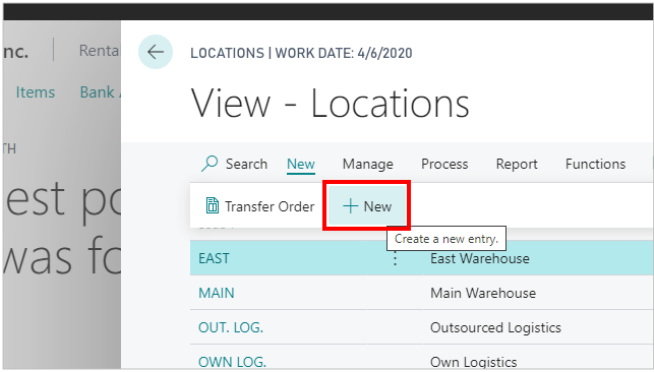 nc. Renta
LOCATIONS | WORK DATE: 4/6/2020
Items Bank
View - Locations
TH
Search New Manage Process Report Functions
est po
Transfer Order + New
Create a new entry.
was fo
EAST East Warehouse
MAIN Main Warehouse
OUT. LOG. Outsourced Logistics
OWN LOG. Own Logistics